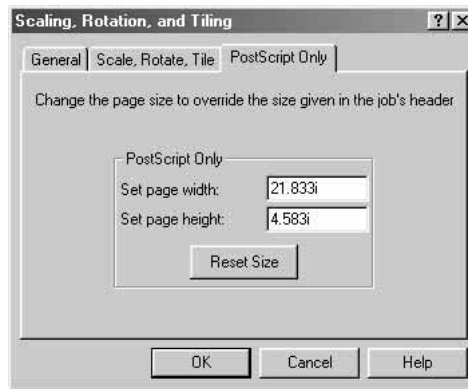 Scaling, Rotation, and Tiling
General Scale, Rotate, Tile PostScript Only
Change the page size to override the size given in the job's header
PostScript Only
Set page width: 21.833i
Set page height: 4.583i
Reset Size
OK Cancel Help